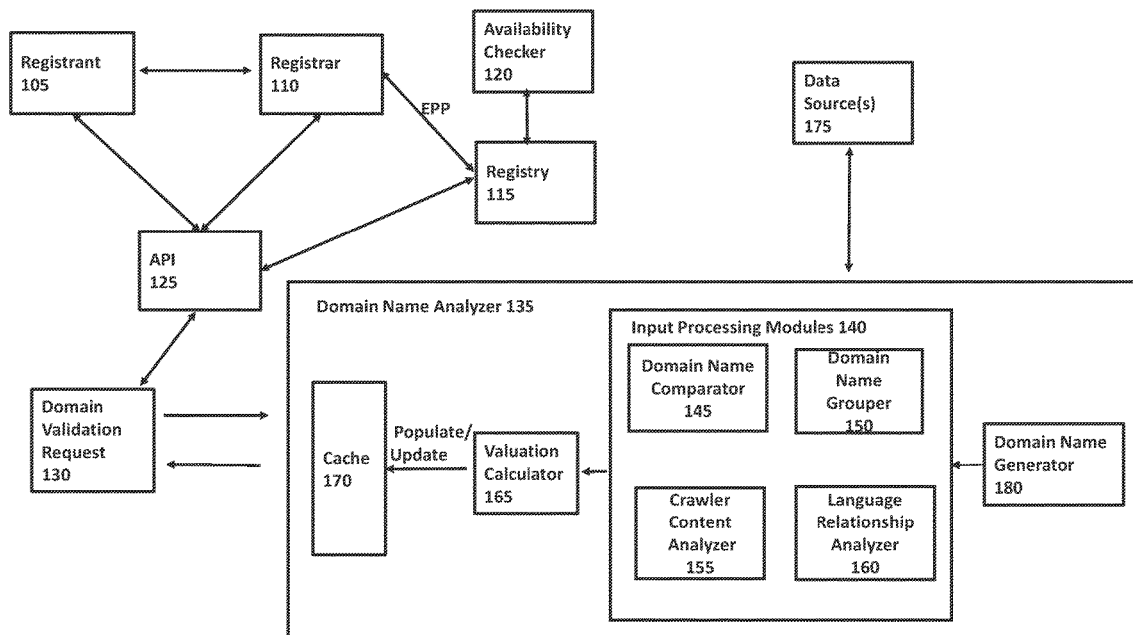 Registrant
105
Registrar
110
Availability
Checker
120
EPP
Data
Source(s)
175
Registry
115
API
125
Domain Name Analyzer 135
Input Processing Modules 140
Domain Name
Comparator
145
Domain
Name
Grouper
150
Domain
Validation
Request
130
Cache
170
Populate/
Update
Valuation
Calculator
165
Domain Name
Generator
180
Crawler
Content
Analyzer
155
Language
Relationship
Analyzer
160